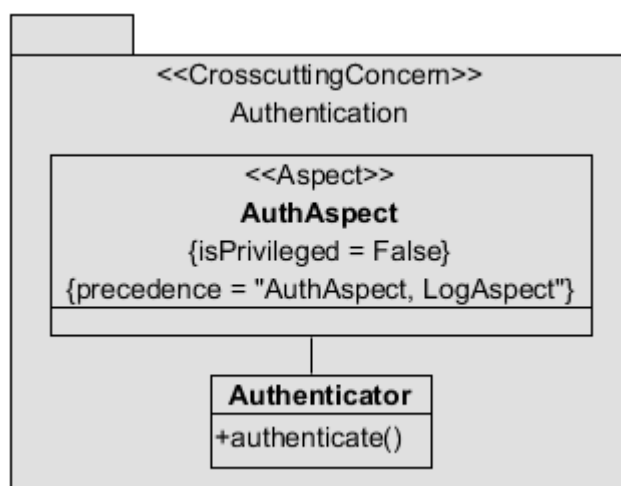 <<CrosscuttingConcern>>
Authentication
<<Aspect>>
AuthAspect
{isPrivileged = False}
{precedence = "AuthAspect, LogAspect"}
Authenticator
+authenticate()